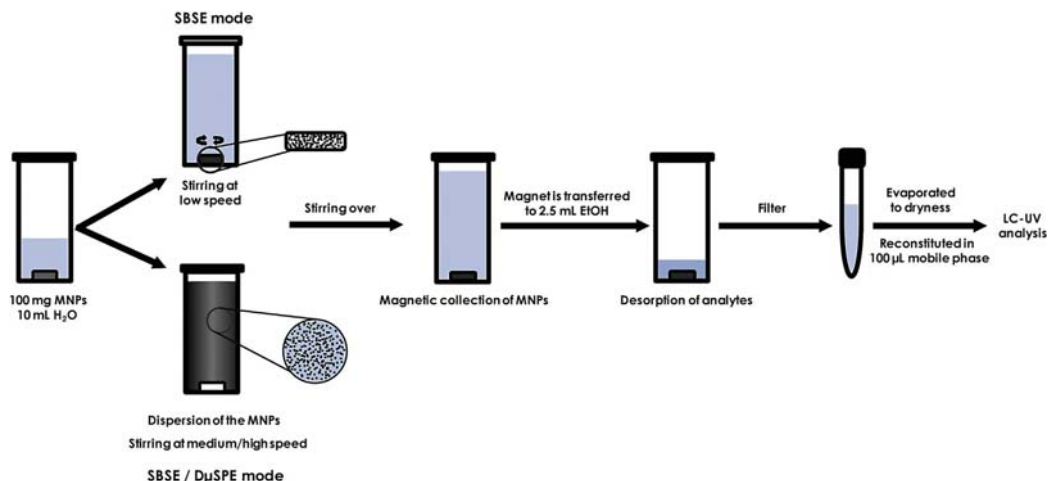 SBSE mode
Stirring at
low speed
100 mg MNPs
10 mL H₂O
Dispersion of the MNPs
Stirring at medium/high speed
SBSE / DµSPE mode
Stirring over
Magnetic collection of MNPs
Magnet is transferred
to 2.5 mL EtOH
Desorption of analytes
Filter
Evaporated
to dryness
Reconstituted in
100 µL mobile phase
LC-UV
analysis